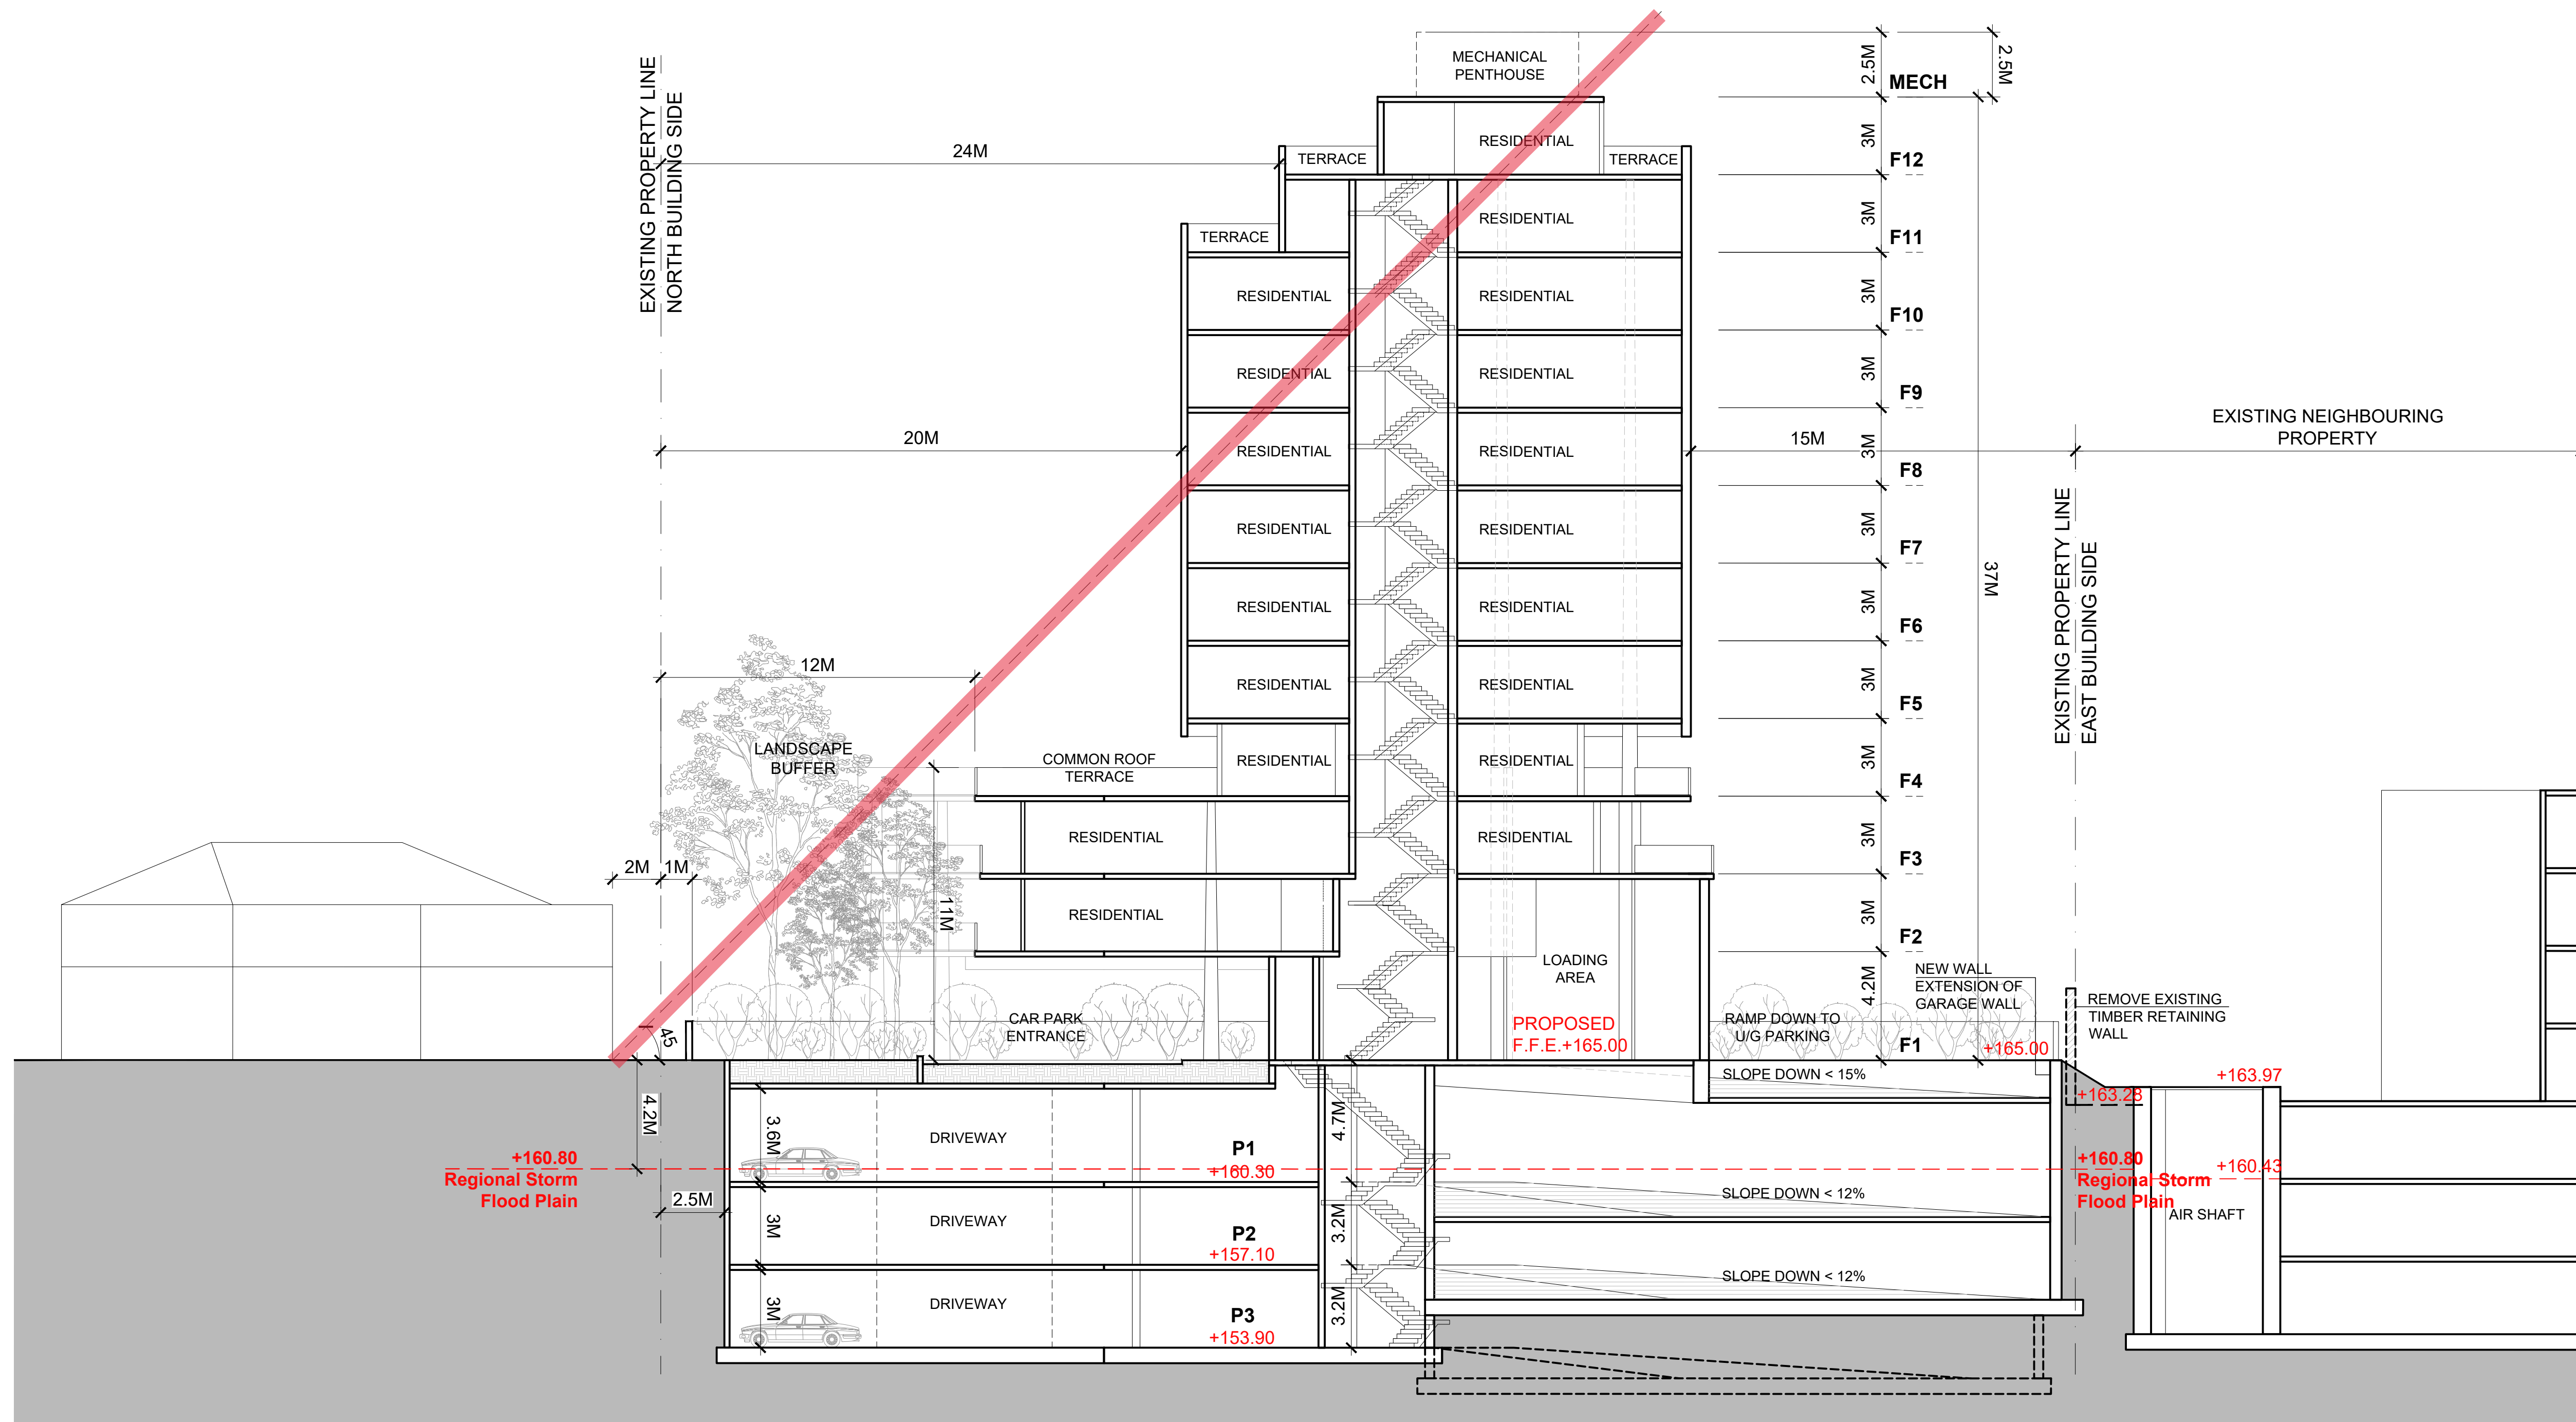 MECHANICAL
PENTHOUSE
2.5M
2.5M
MECH
EXISTING PROPERTY LINE
NORTH BUILDING SIDE
24M
RESIDENTIAL
TERRACE
TERRACE
3M
F12
TERRACE
RESIDENTIAL
3M
F11
RESIDENTIAL
RESIDENTIAL
3M
F10
RESIDENTIAL
RESIDENTIAL
3M
F9
20M
RESIDENTIAL
RESIDENTIAL
15M
3M
F8
EXISTING NEIGHBOURING
PROPERTY
RESIDENTIAL
RESIDENTIAL
3M
F7
37M
EXISTING PROPERTY LINE
EAST BUILDING SIDE
RESIDENTIAL
RESIDENTIAL
3M
F6
12M
RESIDENTIAL
RESIDENTIAL
3M
F5
LANDSCAPE
BUFFER
COMMON ROOF
TERRACE
RESIDENTIAL
RESIDENTIAL
3M
F4
RESIDENTIAL
RESIDENTIAL
3M
F3
2M
1M
11M
RESIDENTIAL
3M
F2
LOADING
AREA
4.2M
NEW WALL
EXTENSION OF
GARAGE WALL
REMOVE EXISTING
TIMBER RETAINING
WALL
45
CAR PARK
ENTRANCE
PROPOSED
F.F.E.+165.00
RAMP DOWN TO
U/G PARKING
F1
+165.00
SLOPE DOWN < 15%
+163.97
+163.28
4.2M
3.6M
DRIVEWAY
P1
+160.30
4.7M
+160.80
Regional Storm
Flood Plain
+160.80
Regional Storm
Flood Plain
+160.43
AIR SHAFT
2.5M
3M
DRIVEWAY
P2
+157.10
3.2M
SLOPE DOWN < 12%
3M
DRIVEWAY
P3
+153.90
3.2M
SLOPE DOWN < 12%